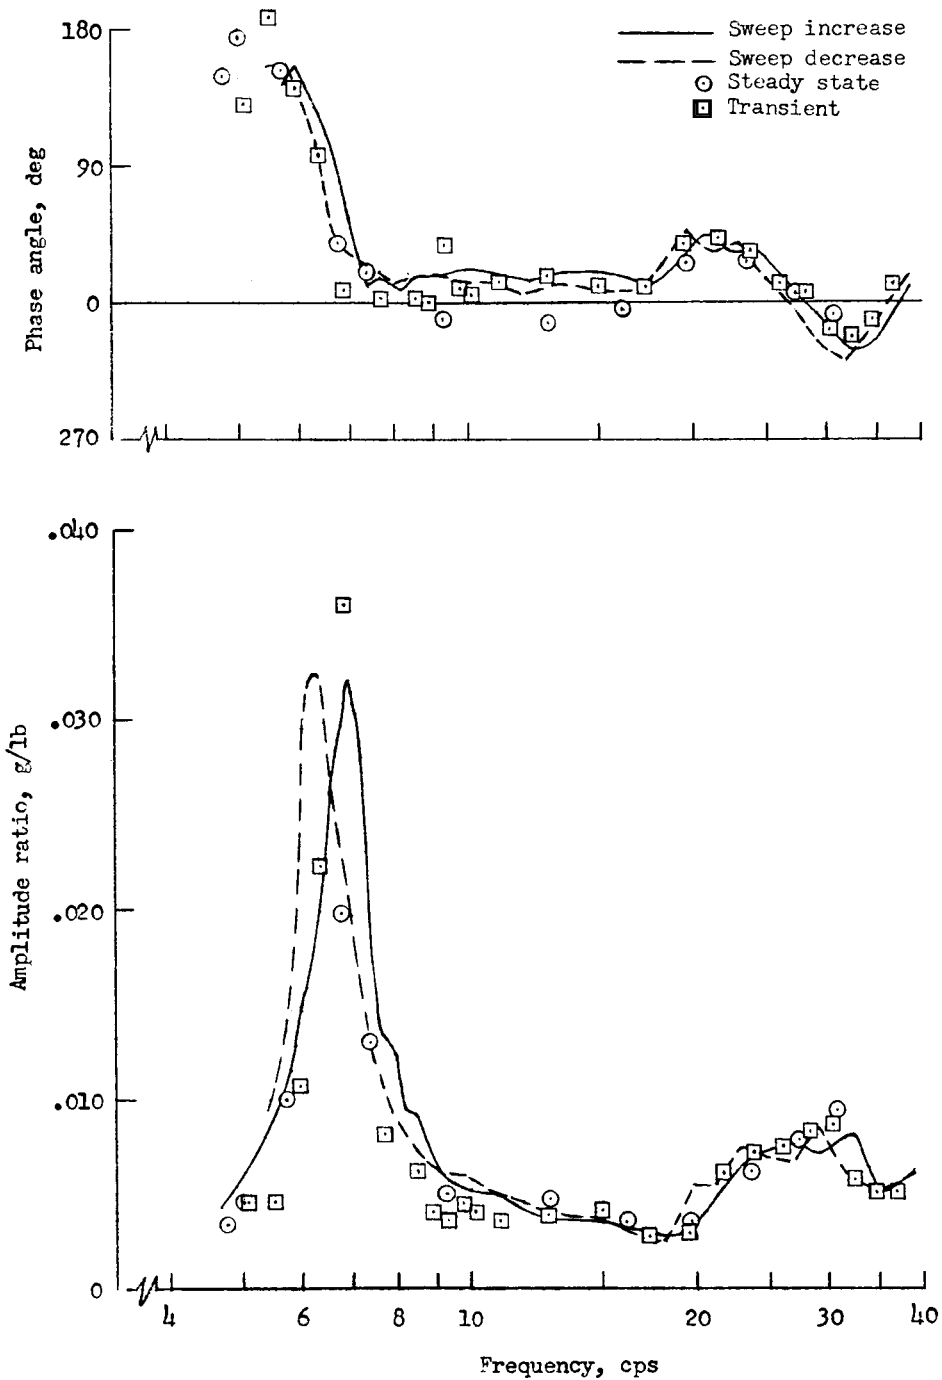 180
Sweep increase
Sweep decrease
Steady state
Transient
90
Phase angle, deg
0
270
.040
.030
Amplitude ratio, g/lb
.020
.010
0
4 6 8 10 20 30 40
Frequency, cps